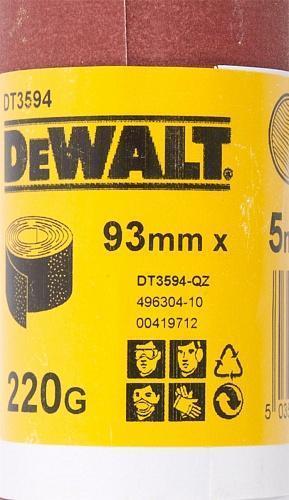 DT3594
DEWALT®
93mm x
DT3594-QZ
496304-10
00419712
220G